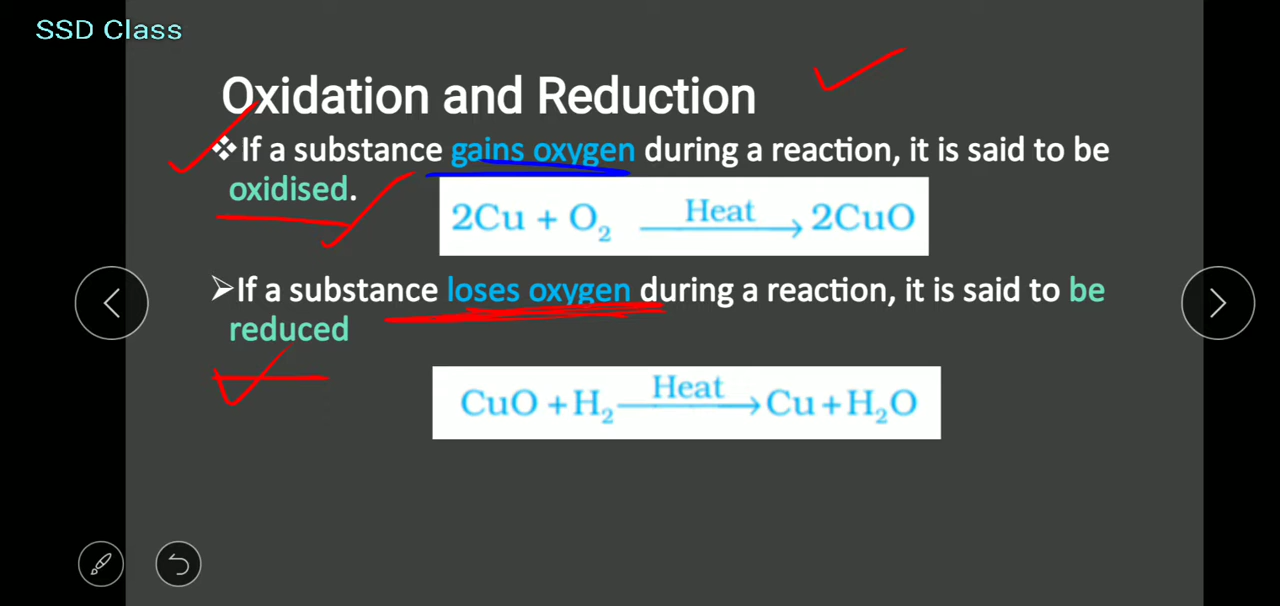 SSD Class
Oxidation and Reduction
❖If a substance gains oxygen during a reaction, it is said to be
oxidised.
2Cu + O₂ Heat→ 2CuO
➢If a substance loses oxygen during a reaction, it is said to be
reduced
CuO + H₂ Heat→ Cu + H₂O